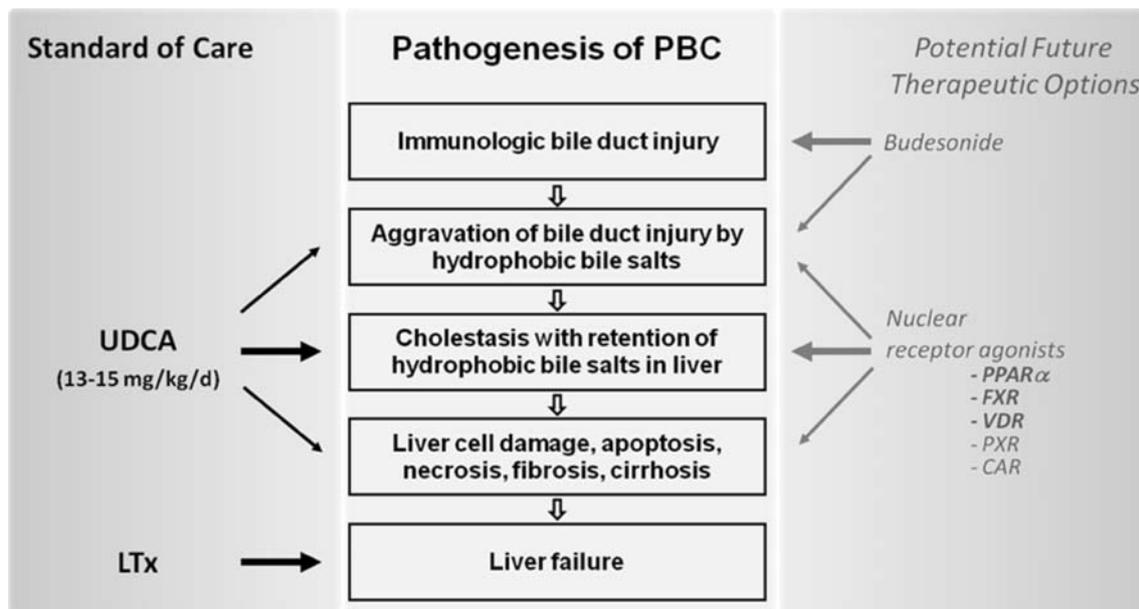 Standard of Care
Pathogenesis of PBC
Potential Future
Therapeutic Options
Immunologic bile duct injury
Budesonide
Aggravation of bile duct injury by
hydrophobic bile salts
UDCA
(13-15 mg/kg/d)
Cholestasis with retention of
hydrophobic bile salts in liver
Nuclear
receptor agonists
- PPARα
- FXR
- VDR
- PXR
- CAR
Liver cell damage, apoptosis,
necrosis, fibrosis, cirrhosis
LTx
Liver failure